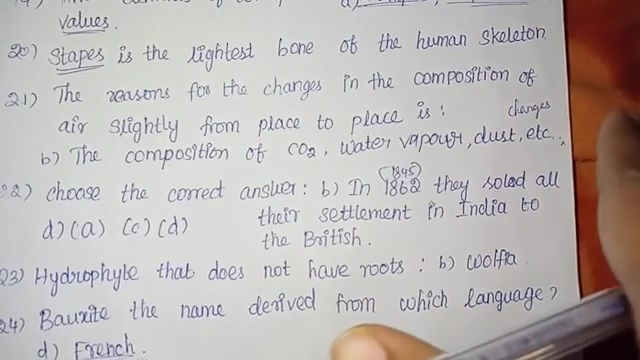 values.
20) Stapes is the lightest bone of the human skeleton
21) The reasons for the changes in the composition of
air slightly from place to place is: changes
b) The composition of CO2, water vapour, dust, etc..,
22) choose the correct answer: b) In 1862 (1845) they soled all
d) (a) (c) (d) their settlement in India to
the British.
23) Hydrophyte that does not have roots: b) wolfia
24) Bauxite the name derived from which language?
d) French.